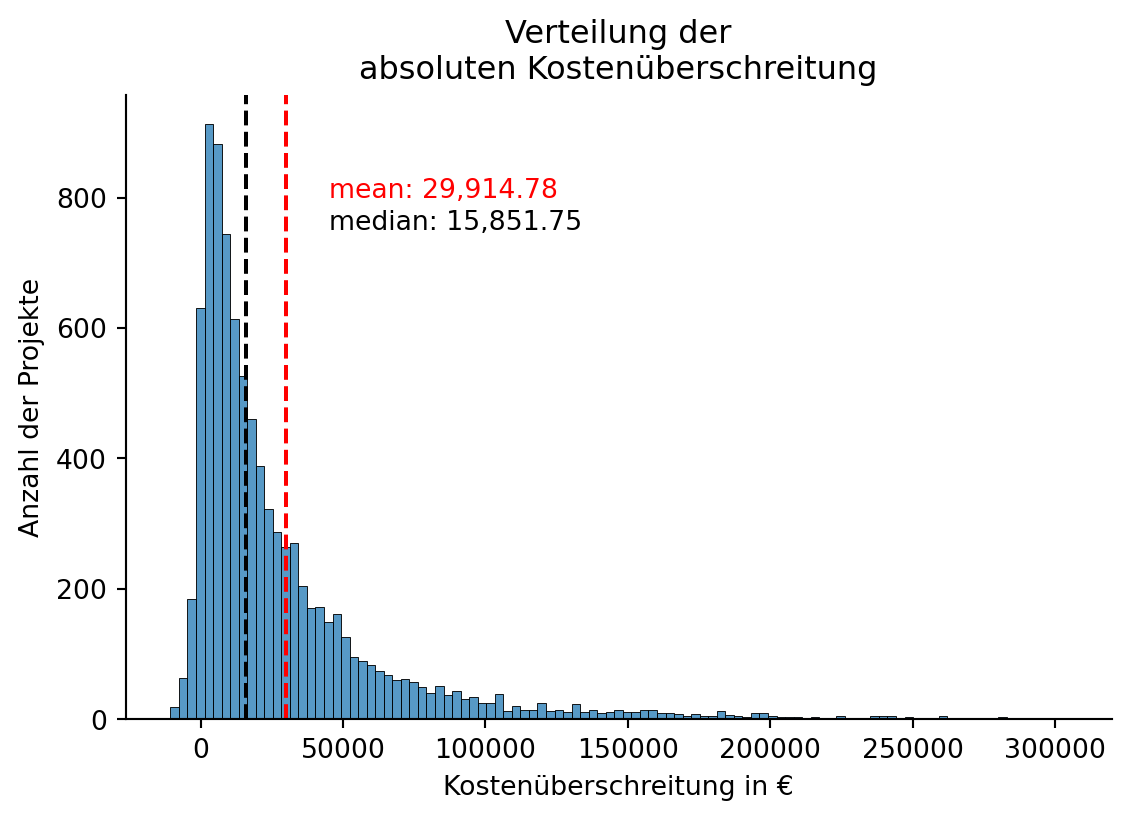 Verteilung der
absoluten Kostenüberschreitung
mean: 29,914.78
median: 15,851.75
Anzahl der Projekte
800
600
400
200
0
0 50000 100000 150000 200000 250000 300000
Kostenüberschreitung in €